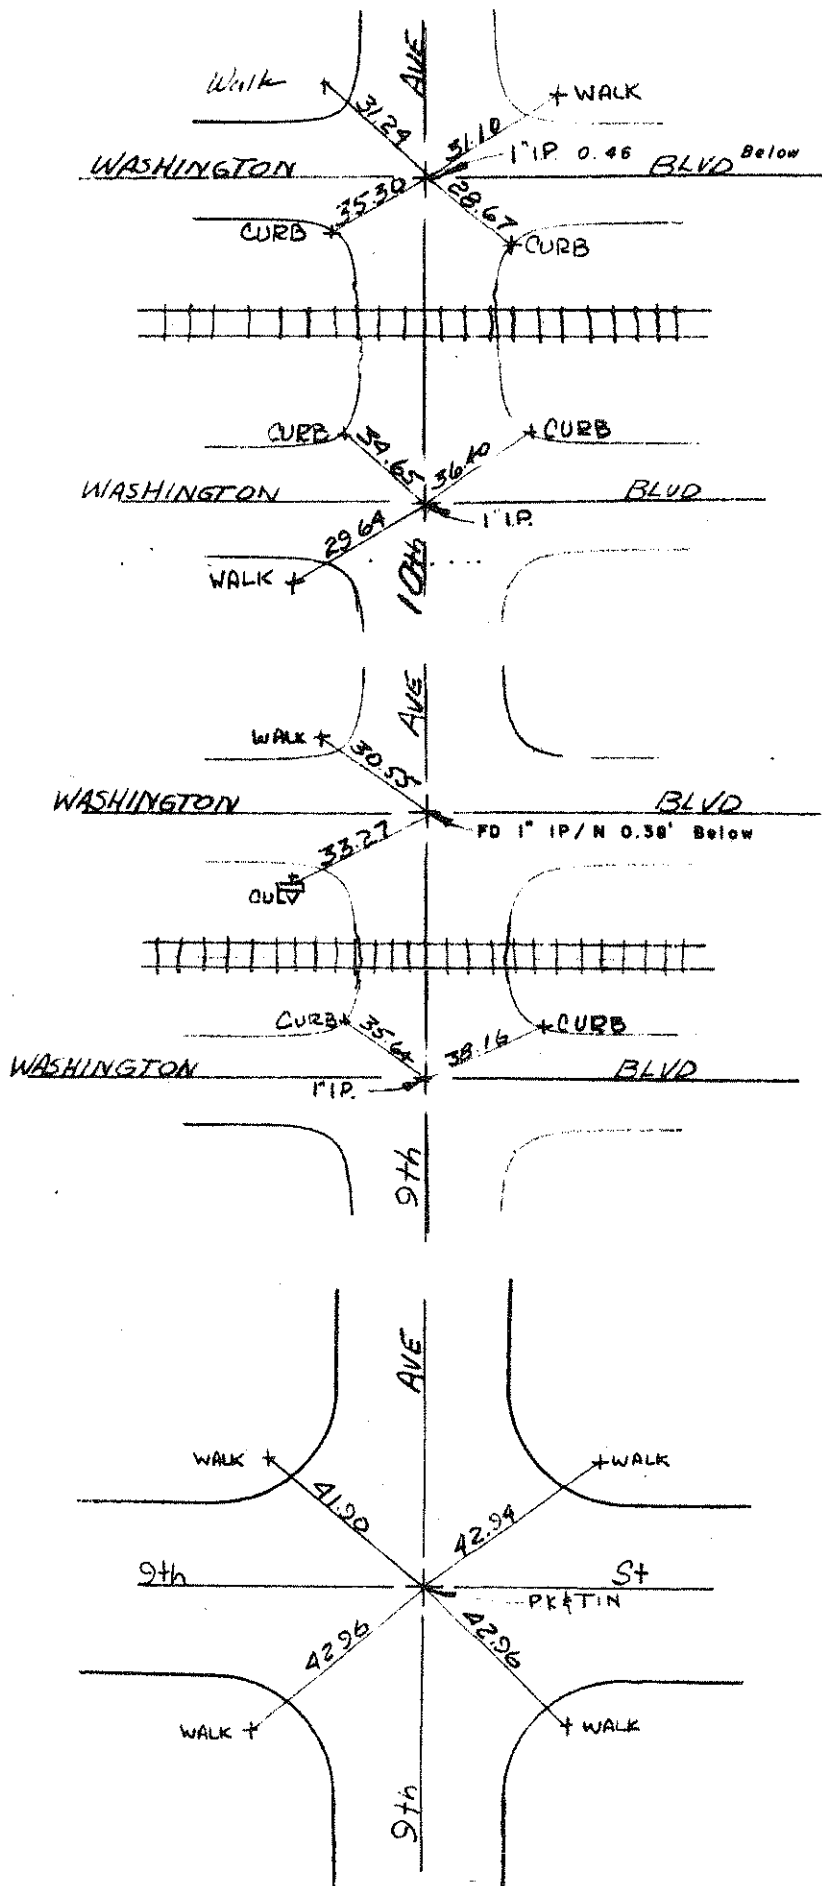 AVE
Walk
WALK
31.24
31.10
1" I.P. 0.46
Below
WASHINGTON
BLVD
35.30
28.67
CURB
CURB
CURB
CURB
34.65
36.10
WASHINGTON
BLVD
1" I.P.
29.64
WALK
10th
AVE
WALK
30.55
WASHINGTON
BLVD
FD 1" IP/N 0.38' Below
33.27
CURB
CURB
35.64
38.16
WASHINGTON
BLVD
1" I.P.
9th
AVE
WALK
WALK
41.90
42.94
9th
St
PK & TIN
42.96
42.96
WALK
WALK
9th